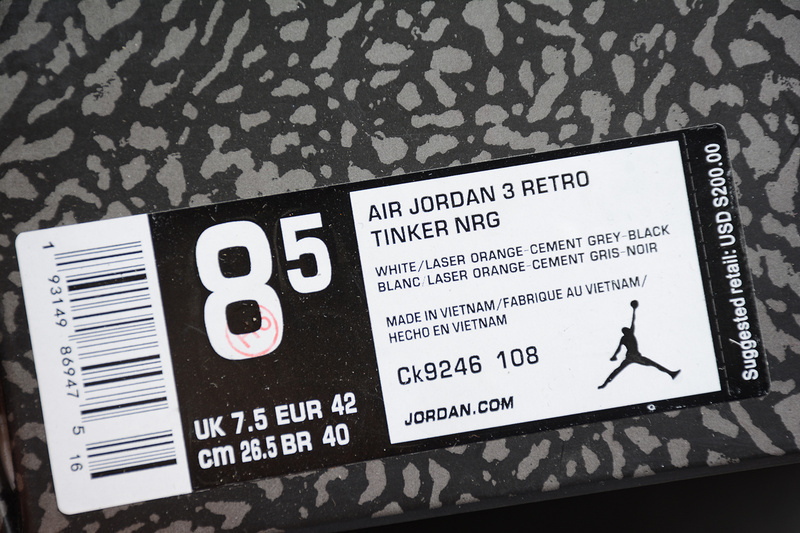 1 93149 86947 5 16
85
UK 7.5 EUR 42
cm 26.5 BR 40
AIR JORDAN 3 RETRO
TINKER NRG
WHITE/LASER ORANGE-CEMENT GREY-BLACK
BLANC/LASER ORANGE-CEMENT GRIS-NOIR
MADE IN VIETNAM/FABRIQUE AU VIETNAM/
HECHO EN VIETNAM
Ck9246 108
JORDAN.COM
Suggested retail: USD S200.00